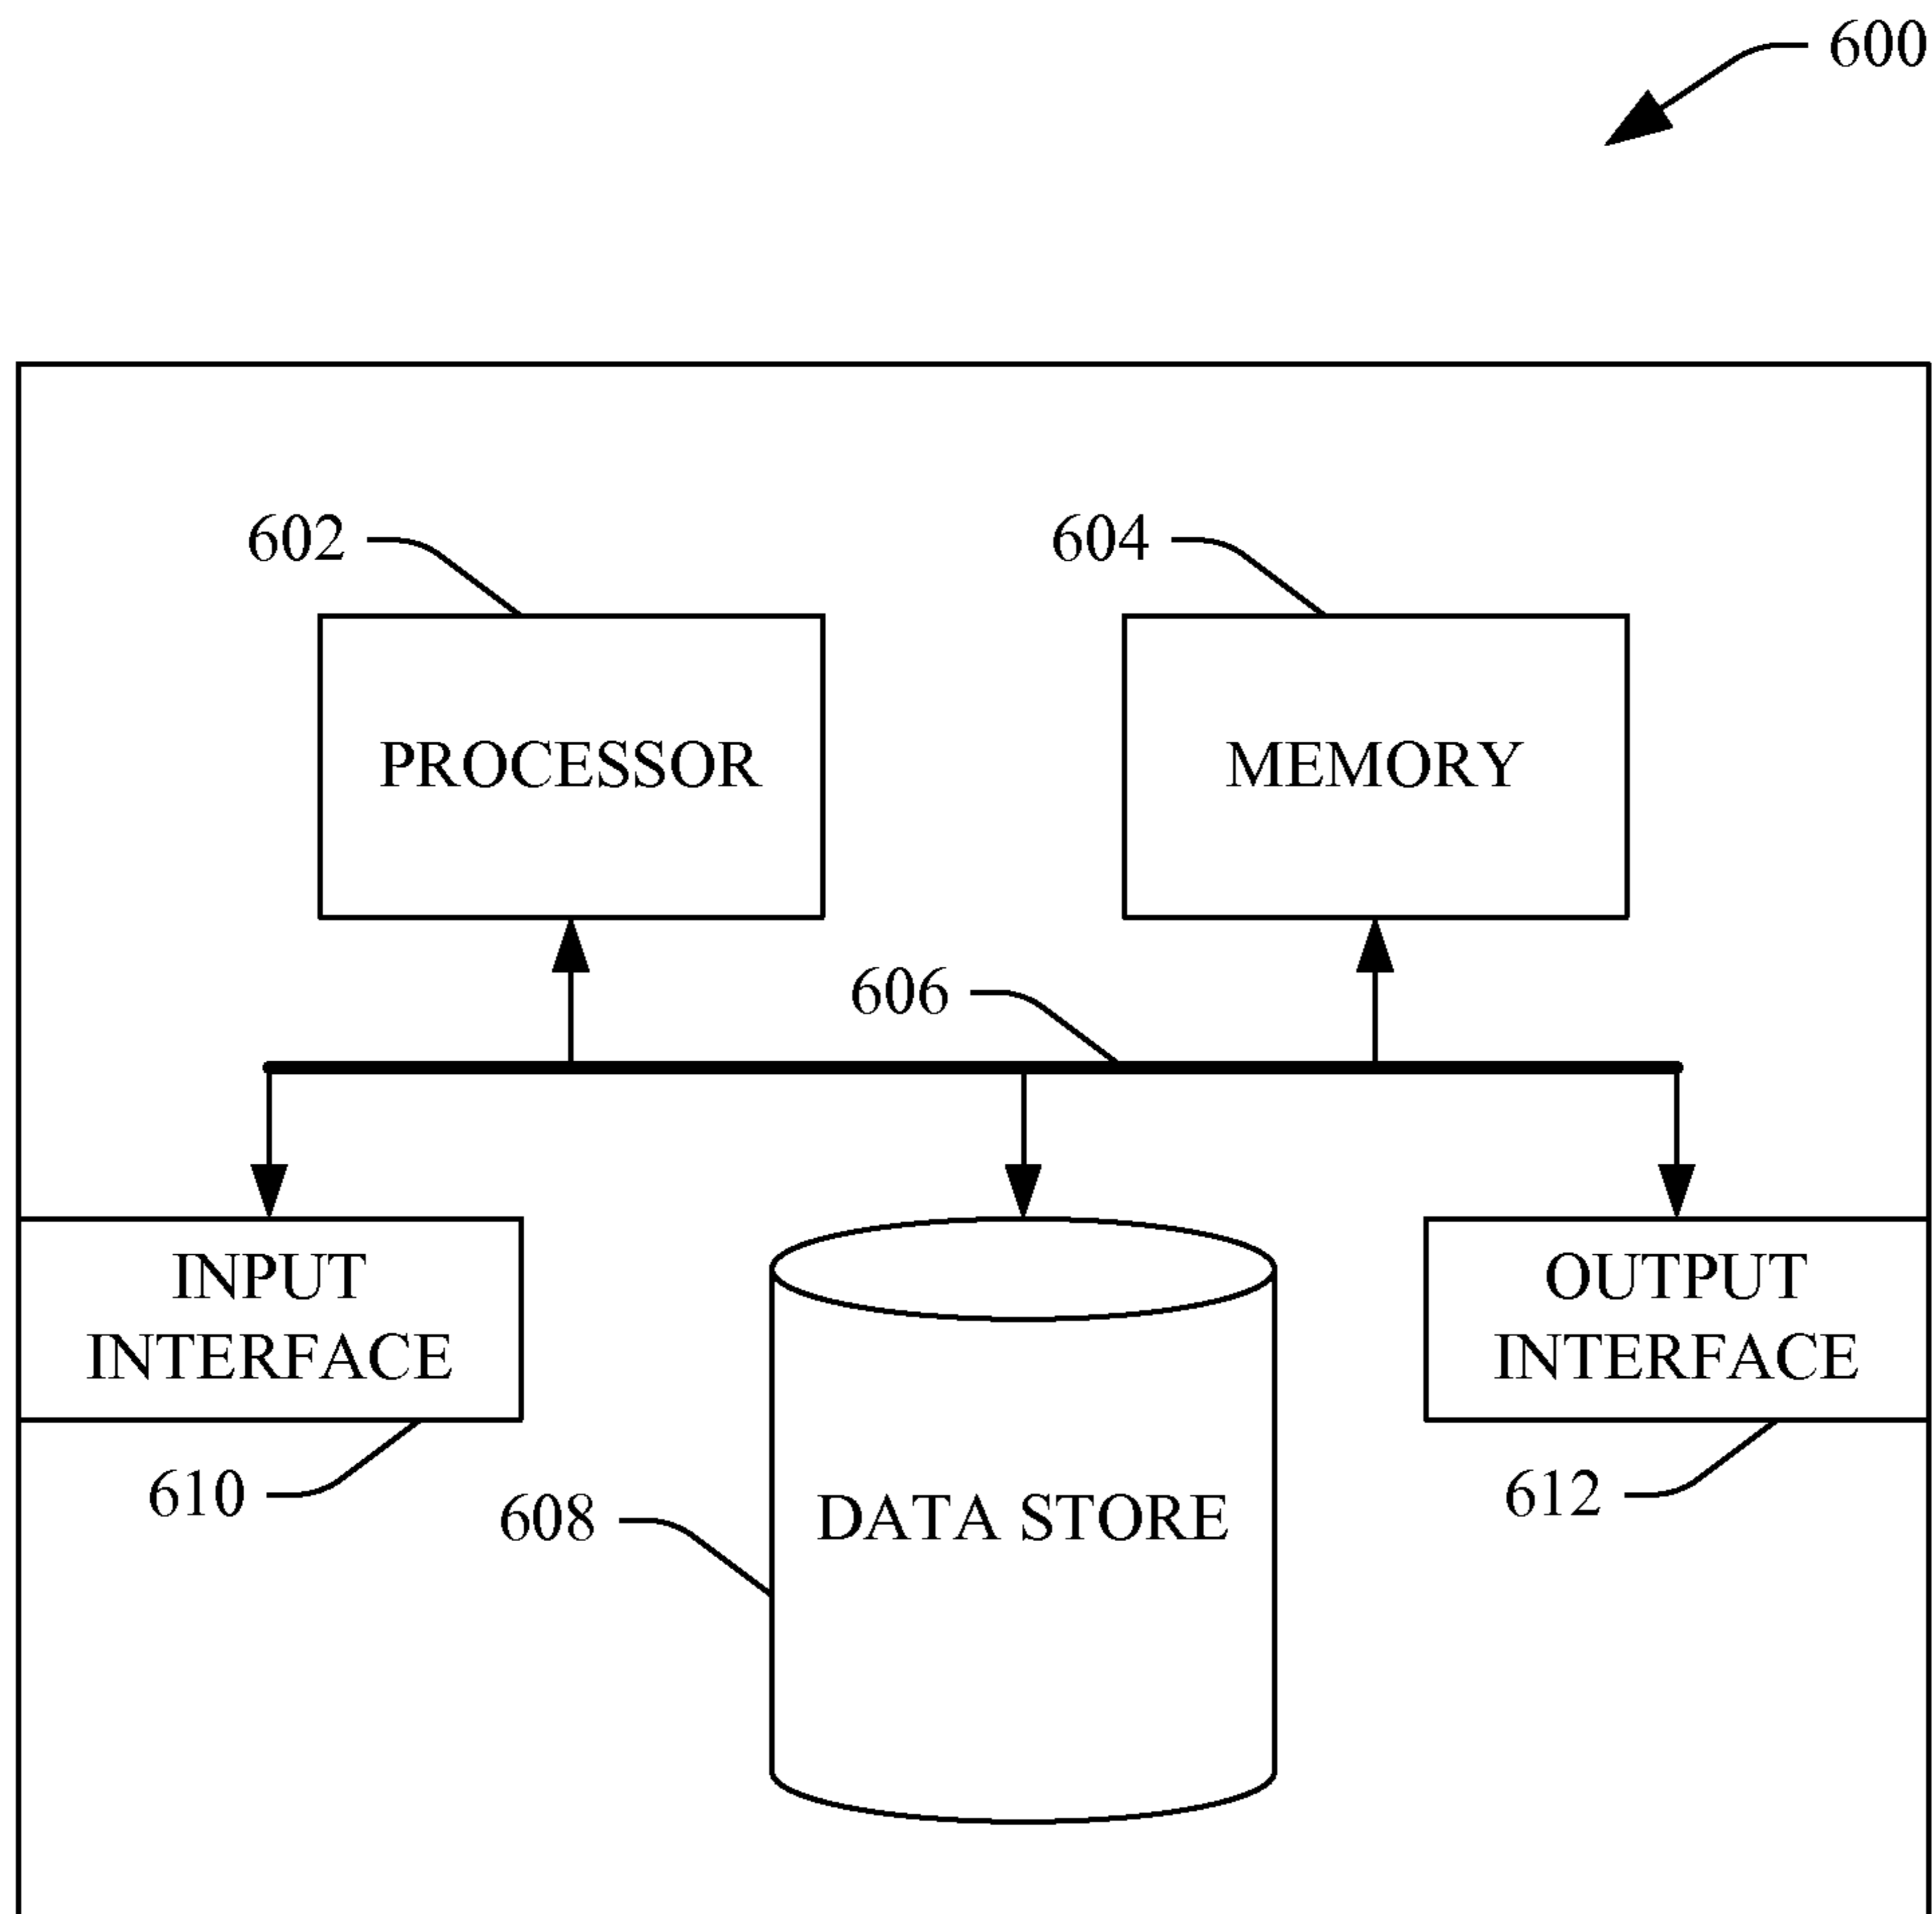 600
602
604
PROCESSOR
MEMORY
606
INPUT
INTERFACE
OUTPUT
INTERFACE
610
608
DATA STORE
612